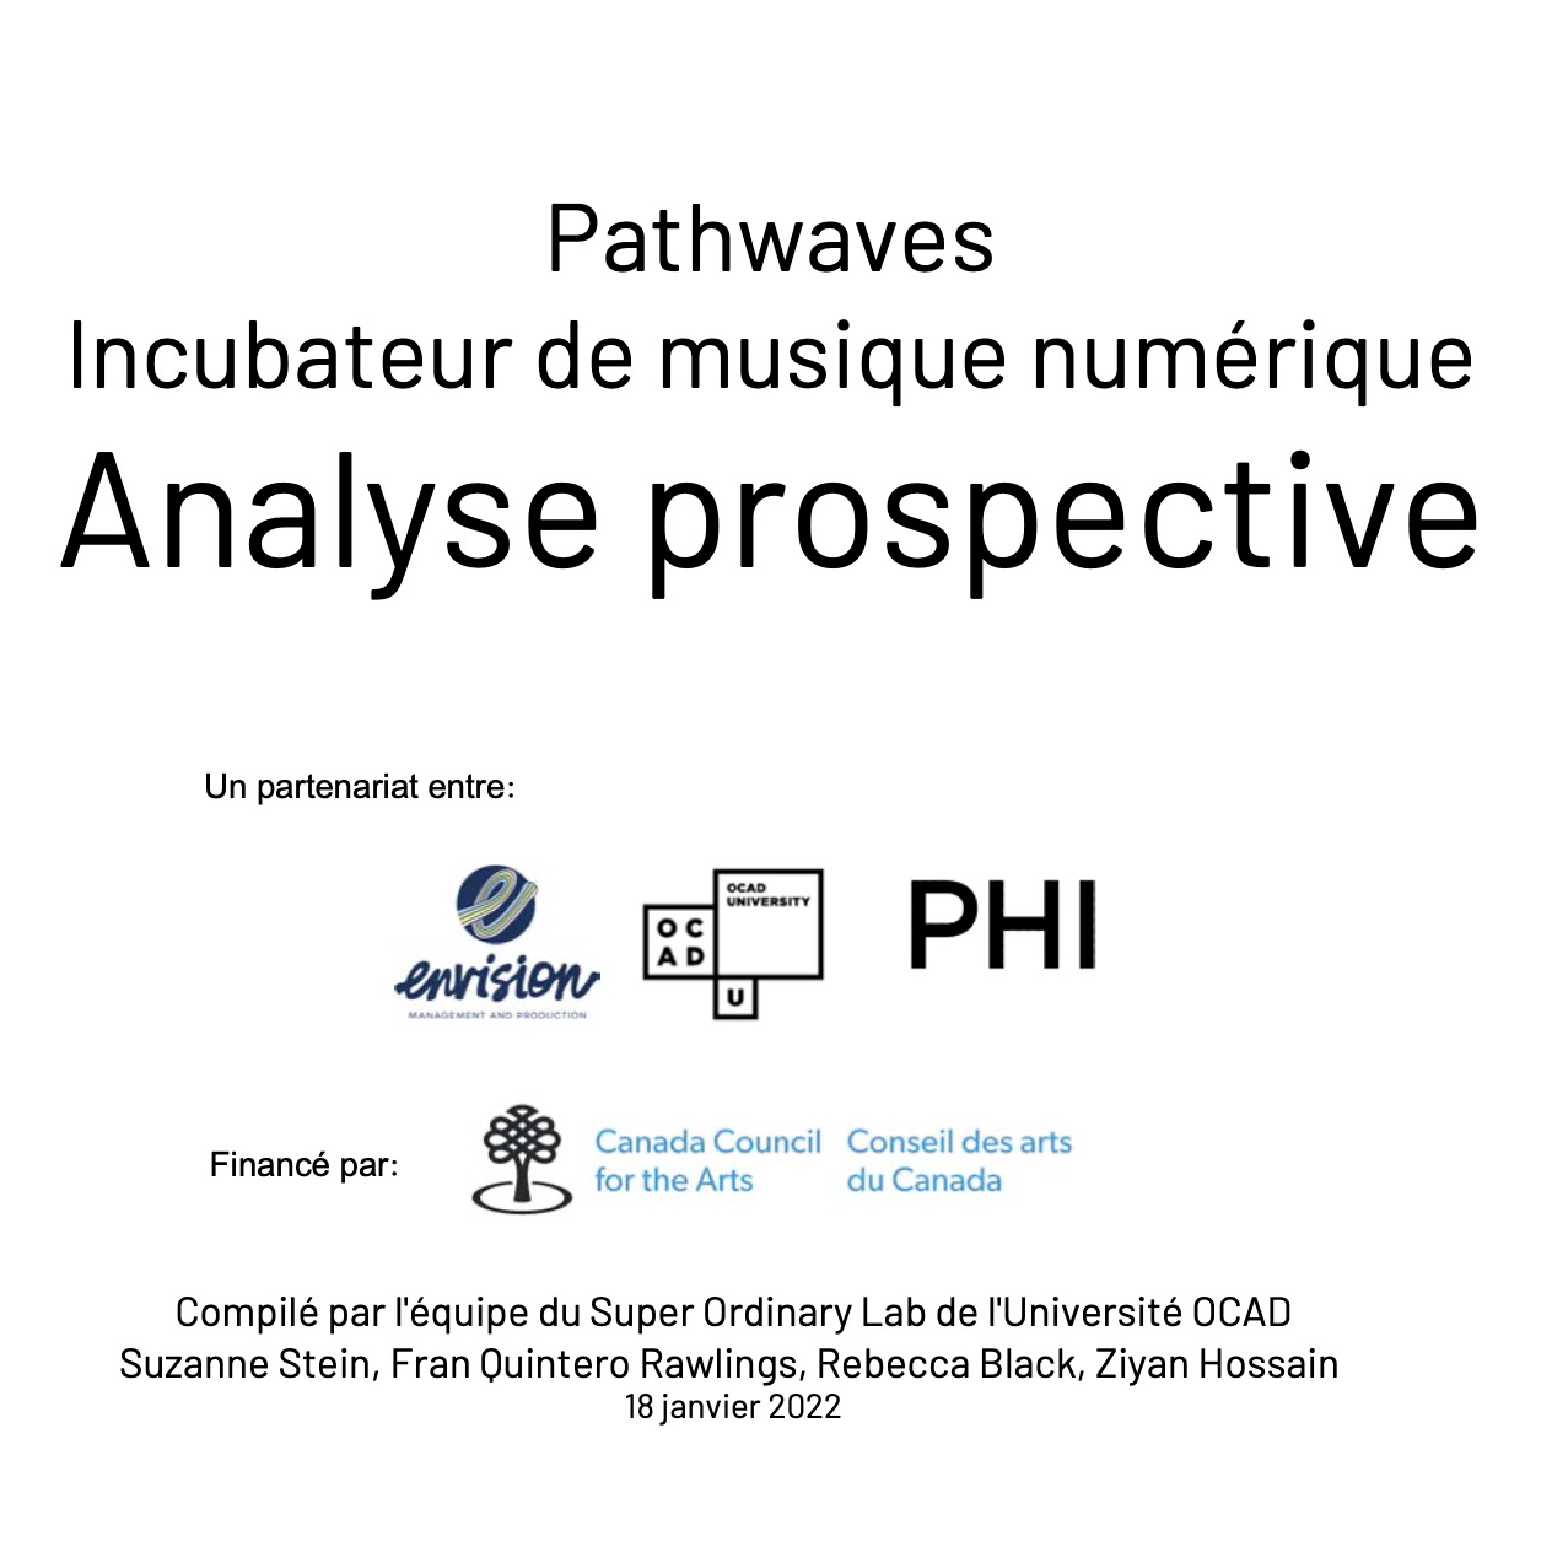 Pathwaves
Incubateur de musique numérique
Analyse prospective
Un partenariat entre:
envision
MANAGEMENT AND PRODUCTION
OCAD
UNIVERSITY
O C
A D
U
PHI
Financé par:
Canada Council
for the Arts
Conseil des arts
du Canada
Compilé par l'équipe du Super Ordinary Lab de l'Université OCAD
Suzanne Stein, Fran Quintero Rawlings, Rebecca Black, Ziyan Hossain
18 janvier 2022